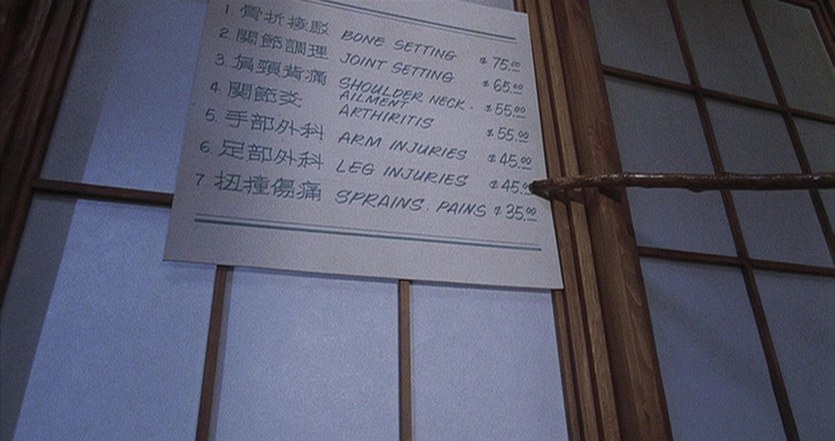 1. 骨折接駁 BONE SETTING $75.00
2. 關節調理 JOINT SETTING $65.00
3. 肩頸背痛 SHOULDER NECK. $55.00
AILMENT
4. 關節炎 ARTHIRITIS $55.00
5. 手部外科 ARM INJURIES $45.00
6. 足部外科 LEG INJURIES $45.00
7. 扭撞傷痛 SPRAINS. PAINS $35.00